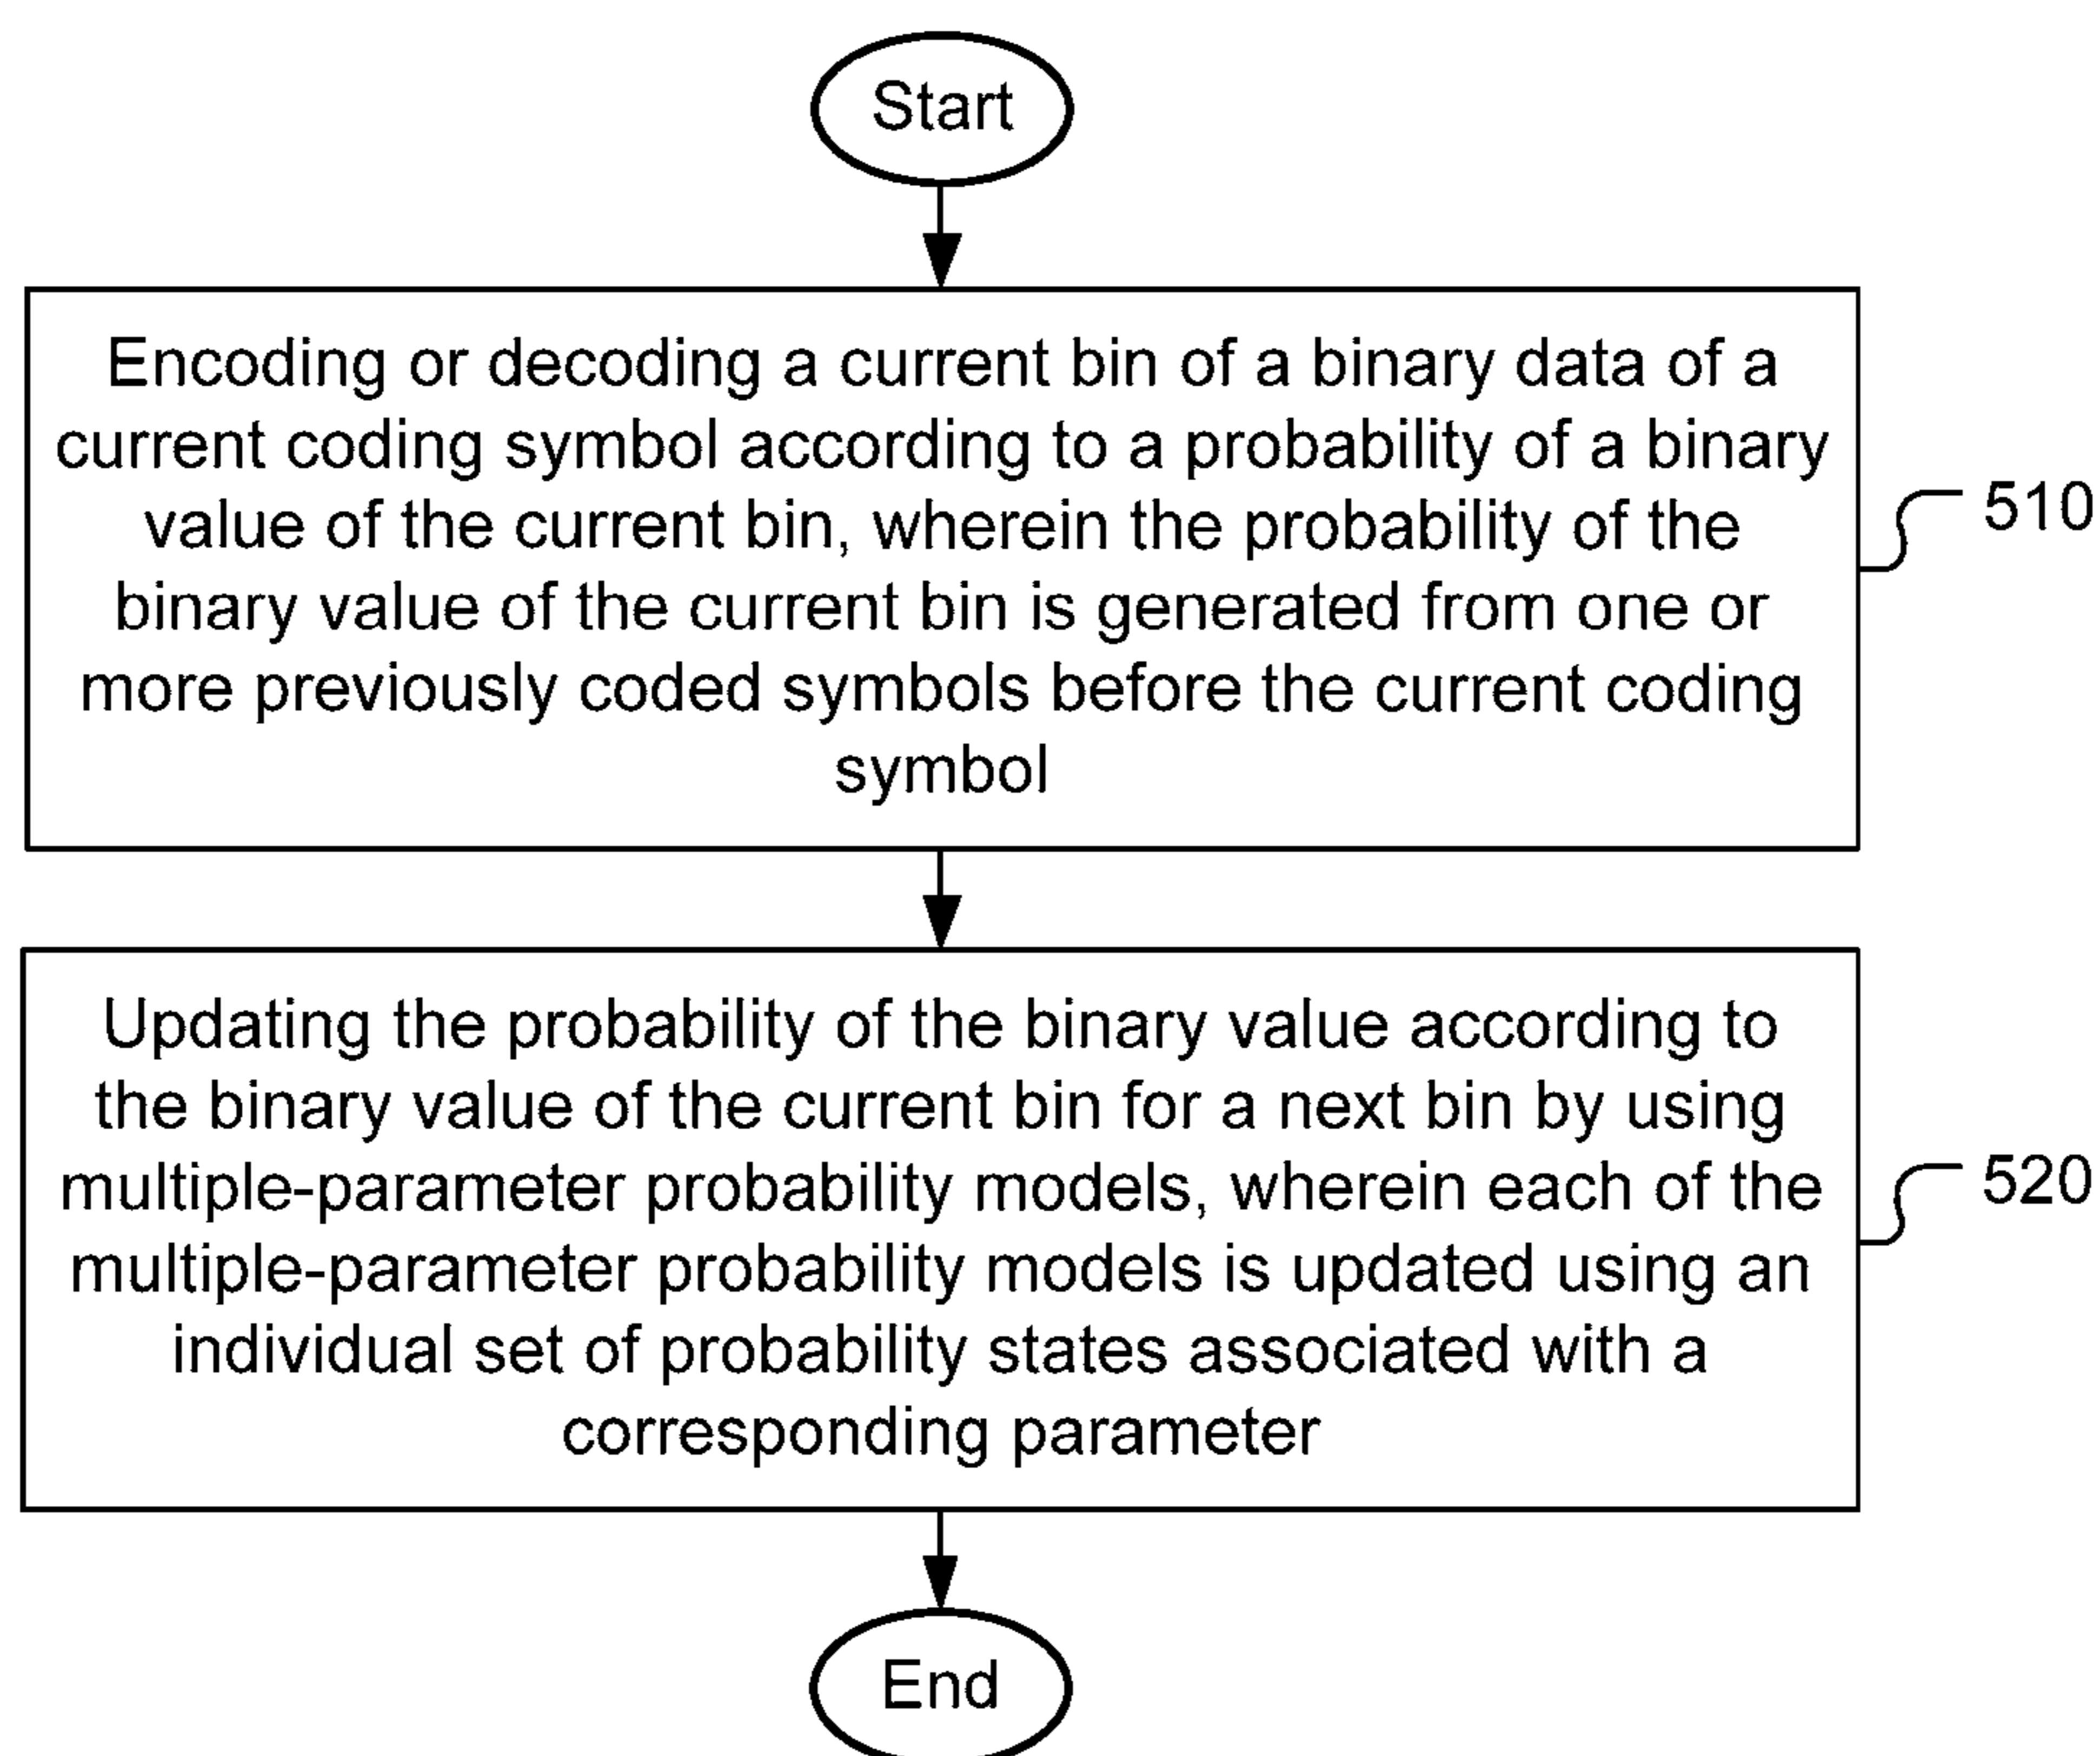 Start
Encoding or decoding a current bin of a binary data of a
current coding symbol according to a probability of a binary
value of the current bin, wherein the probability of the
binary value of the current bin is generated from one or
more previously coded symbols before the current coding
symbol
510
Updating the probability of the binary value according to
the binary value of the current bin for a next bin by using
multiple-parameter probability models, wherein each of the
multiple-parameter probability models is updated using an
individual set of probability states associated with a
corresponding parameter
520
End